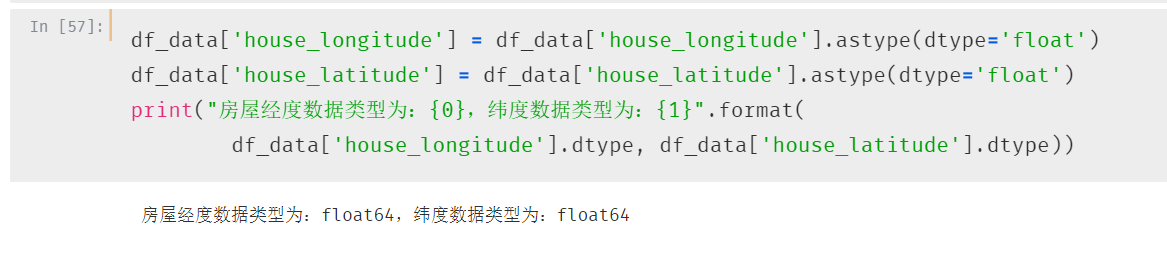 In [57]:
df_data['house_longitude'] = df_data['house_longitude'].astype(dtype='float')
df_data['house_latitude'] = df_data['house_latitude'].astype(dtype='float')
print("房屋经度数据类型为：{0}，纬度数据类型为：{1}".format(
        df_data['house_longitude'].dtype, df_data['house_latitude'].dtype))
房屋经度数据类型为：float64，纬度数据类型为：float64